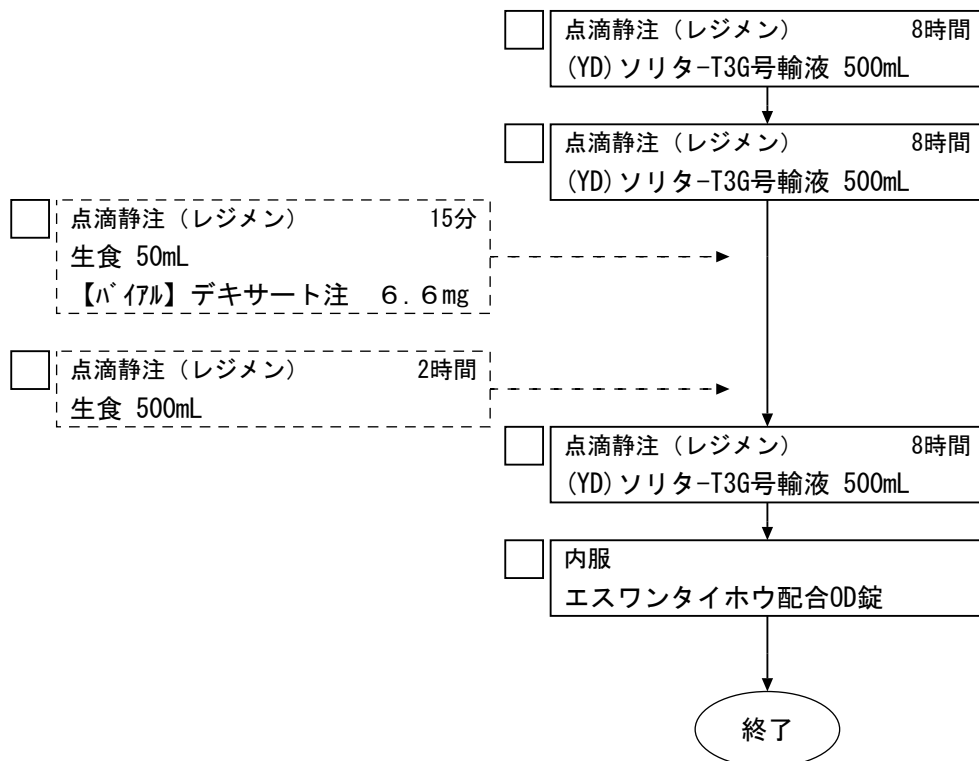 点滴静注（レジメン） 8時間
(YD)ソリタ-T3G号輸液 500mL
点滴静注（レジメン） 8時間
(YD)ソリタ-T3G号輸液 500mL
点滴静注（レジメン） 15分
生食 50mL
【ﾊﾞｲｱﾙ】デキサート注　６.６mg
点滴静注（レジメン） 2時間
生食 500mL
点滴静注（レジメン） 8時間
(YD)ソリタ-T3G号輸液 500mL
内服
エスワンタイホウ配合OD錠
終了